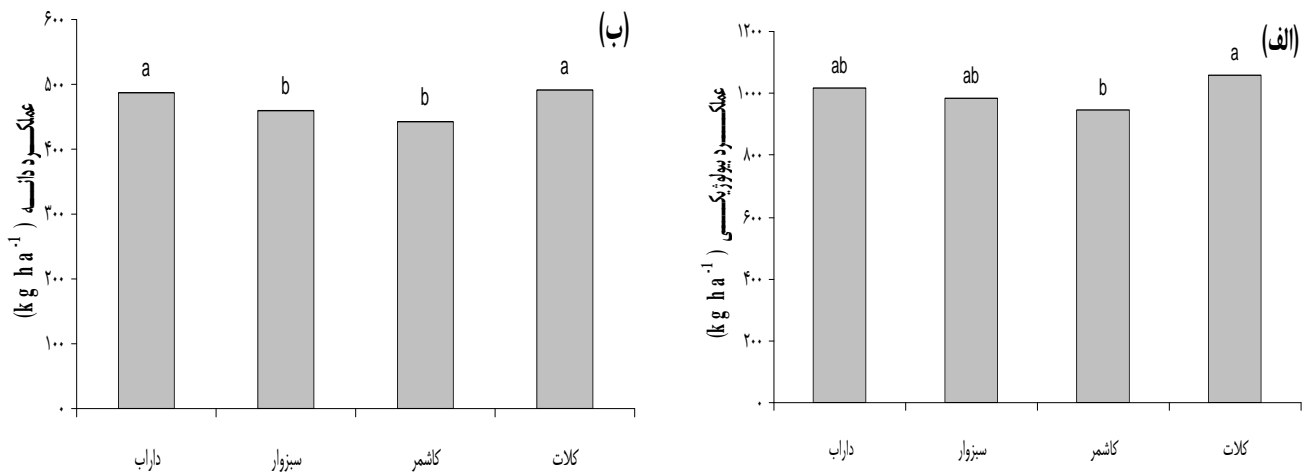 (الف)
عملکرد بیولوژیکی (kg ha⁻¹)
۱۲۰۰
۱۰۰۰
۸۰۰
۶۰۰
۴۰۰
۲۰۰
۰
ab
ab
b
a
داراب
سبزوار
کاشمر
کلات
(ب)
عملکرد دانه (kg ha⁻¹)
۶۰۰
۵۰۰
۴۰۰
۳۰۰
۲۰۰
۱۰۰
۰
a
b
b
a
داراب
سبزوار
کاشمر
کلات